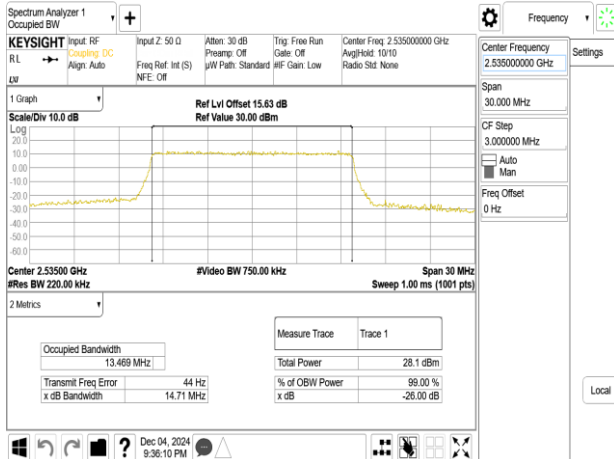 Spectrum Analyzer 1
Occupied BW
+
Frequency
KEYSIGHT
Input: RF
Coupling: DC
Align: Auto
Input Z: 50 Ω
Freq Ref: Int (S)
NFE: Off
Atten: 30 dB
Preamp: Off
µW Path: Standard
Trig: Free Run
Gate: Off
#IF Gain: Low
Center Freq: 2.535000000 GHz
Avg|Hold: 10/10
Radio Std: None
RL
LXI
Center Frequency
2.535000000 GHz
Settings
Span
30.000 MHz
CF Step
3.000000 MHz
Auto
Man
Freq Offset
0 Hz
Local
1 Graph
Scale/Div 10.0 dB
Ref Lvl Offset 15.63 dB
Ref Value 30.00 dBm
Log
20.0
10.0
0.00
-10.0
-20.0
-30.0
-40.0
-50.0
-60.0
Center 2.53500 GHz
#Video BW 750.00 kHz
Span 30 MHz
#Res BW 220.00 kHz
Sweep 1.00 ms (1001 pts)
2 Metrics
Measure Trace Trace 1
Occupied Bandwidth
13.469 MHz
Total Power 28.1 dBm
Transmit Freq Error 44 Hz
% of OBW Power 99.00 %
x dB Bandwidth 14.71 MHz
x dB -26.00 dB
?
Dec 04, 2024
9:36:10 PM